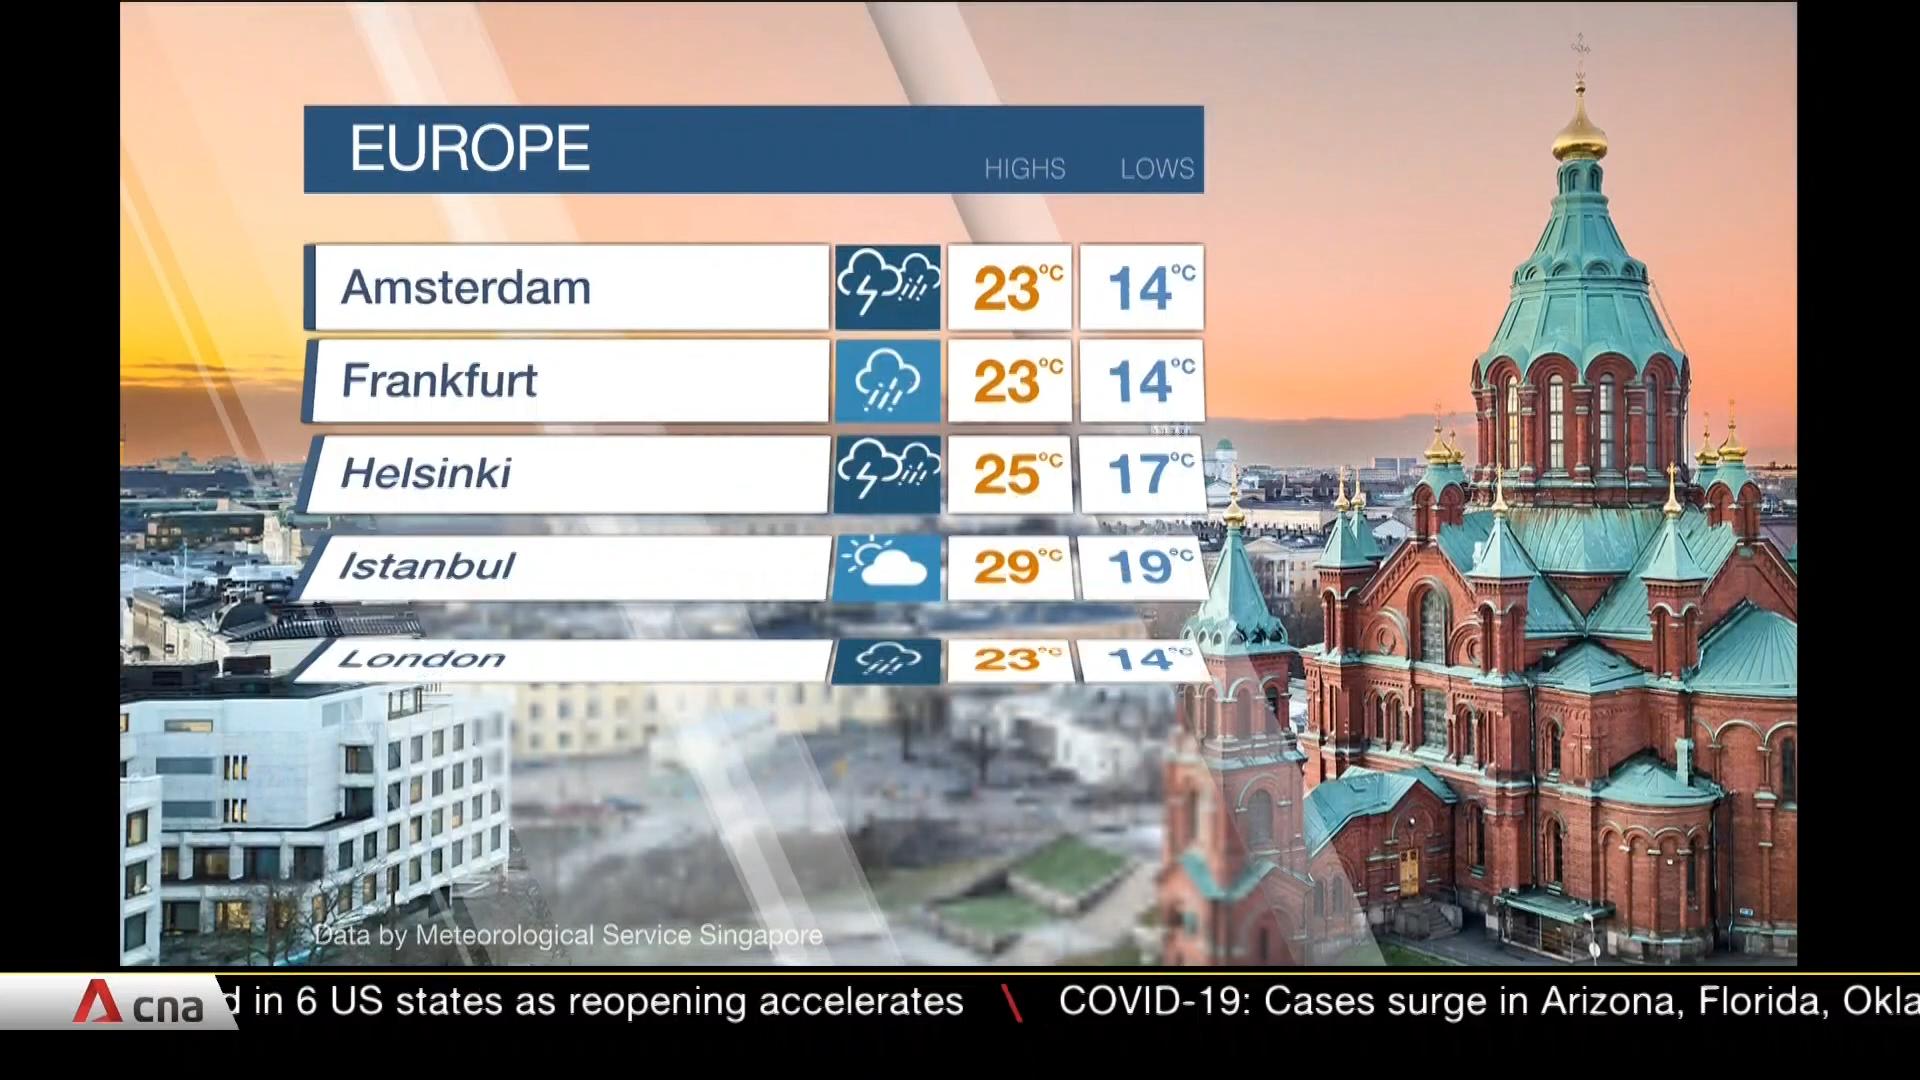 EUROPE
HIGHS LOWS
Amsterdam 23°C 14°C
Frankfurt 23°C 14°C
Helsinki 25°C 17°C
Istanbul 29°C 19°C
London 23°C 14°C
Data by Meteorological Service Singapore
cna d in 6 US states as reopening accelerates \ COVID-19: Cases surge in Arizona, Florida, Okla